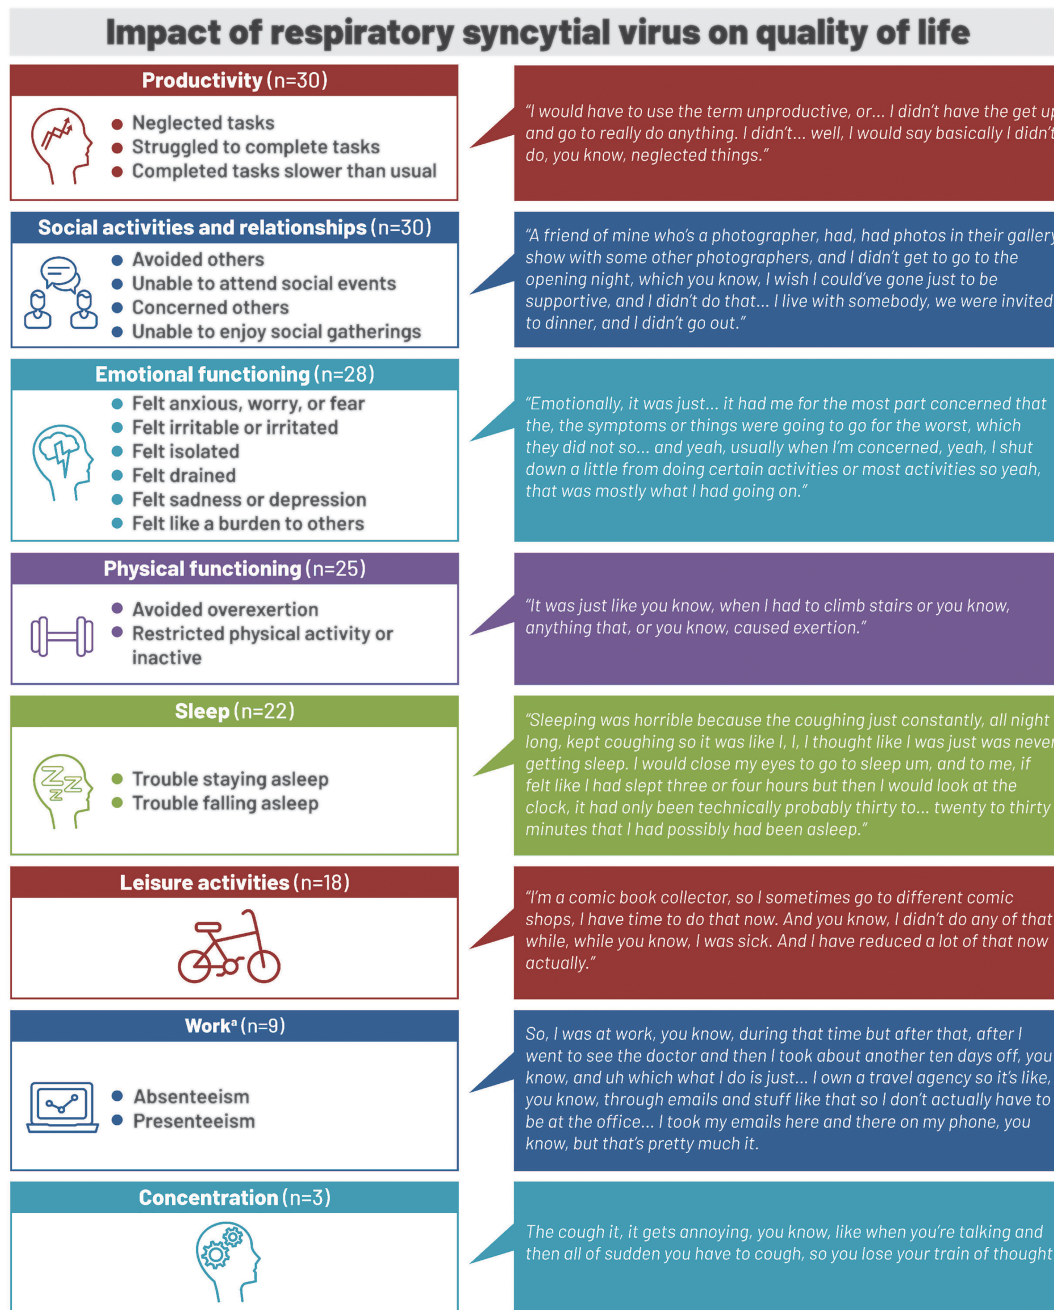 Impact of respiratory syncytial virus on quality of life
Productivity (n=30)
Neglected tasks
Struggled to complete tasks
Completed tasks slower than usual
“I would have to use the term unproductive, or... I didn’t have the get up
and go to really do anything. I didn’t... well, I would say basically I didn’t
do, you know, neglected things.”
Social activities and relationships (n=30)
Avoided others
Unable to attend social events
Concerned others
Unable to enjoy social gatherings
“A friend of mine who’s a photographer, had, had photos in their gallery
show with some other photographers, and I didn’t get to go to the
opening night, which you know, I wish I could’ve gone just to be
supportive, and I didn’t do that... I live with somebody, we were invited
to dinner, and I didn’t go out.”
Emotional functioning (n=28)
Felt anxious, worry, or fear
Felt irritable or irritated
Felt isolated
Felt drained
Felt sadness or depression
Felt like a burden to others
“Emotionally, it was just... it had me for the most part concerned that
the, the symptoms or things were going to go for the worst, which
they did not so... and yeah, usually when I’m concerned, yeah, I shut
down a little from doing certain activities or most activities so yeah,
that was mostly what I had going on.”
Physical functioning (n=25)
Avoided overexertion
Restricted physical activity or
inactive
“It was just like you know, when I had to climb stairs or you know,
anything that, or you know, caused exertion.”
Sleep (n=22)
Trouble staying asleep
Trouble falling asleep
“Sleeping was horrible because the coughing just constantly, all night
long, kept coughing so it was like I, I, I thought like I was just was never
getting sleep. I would close my eyes to go to sleep um, and to me, if
felt like I had slept three or four hours but then I would look at the
clock, it had only been technically probably thirty to... twenty to thirty
minutes that I had possibly had been asleep.”
Leisure activities (n=18)
“I’m a comic book collector, so I sometimes go to different comic
shops, I have time to do that now. And you know, I didn’t do any of that
while, while you know, I was sick. And I have reduced a lot of that now
actually.”
Workᵃ (n=9)
Absenteeism
Presenteeism
So, I was at work, you know, during that time but after that, after I
went to see the doctor and then I took about another ten days off, you
know, and uh which what I do is just... I own a travel agency so it’s like,
you know, through emails and stuff like that so I don’t actually have to
be at the office... I took my emails here and there on my phone, you
know, but that’s pretty much it.
Concentration (n=3)
The cough it, it gets annoying, you know, like when you’re talking and
then all of sudden you have to cough, so you lose your train of thought